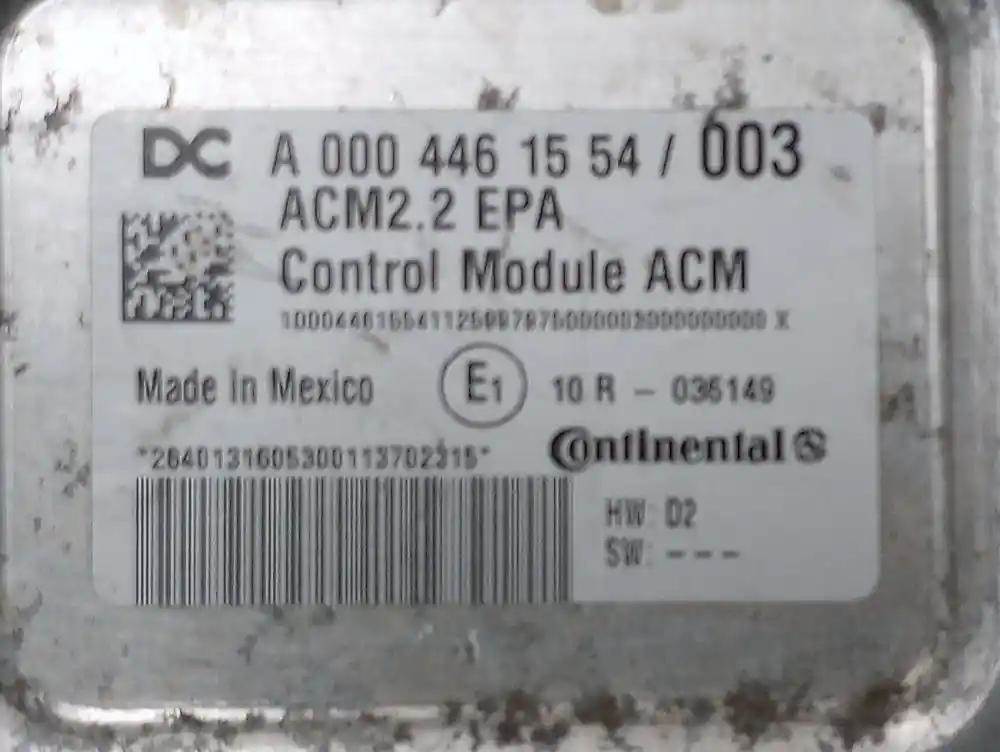 DC A 000 446 15 54 / 003
ACM2.2 EPA
Control Module ACM
Made in Mexico E1 10 R - 036149
*2640131605300113702315*
Continental
HW: D2
SW: ---